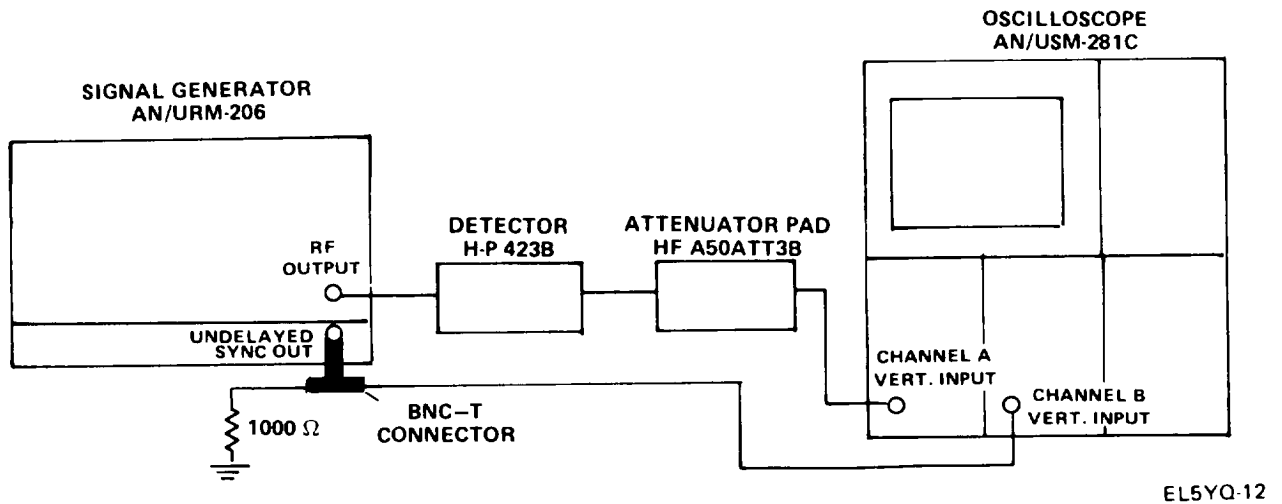 OSCILLOSCOPE
AN/USM-281C
SIGNAL GENERATOR
AN/URM-206
RF
OUTPUT
UNDELAYED
SYNC OUT
DETECTOR
H-P 423B
ATTENUATOR PAD
HF A50ATT3B
CHANNEL A
VERT. INPUT
CHANNEL B
VERT. INPUT
1000 Ω
BNC–T
CONNECTOR
EL5YQ-12